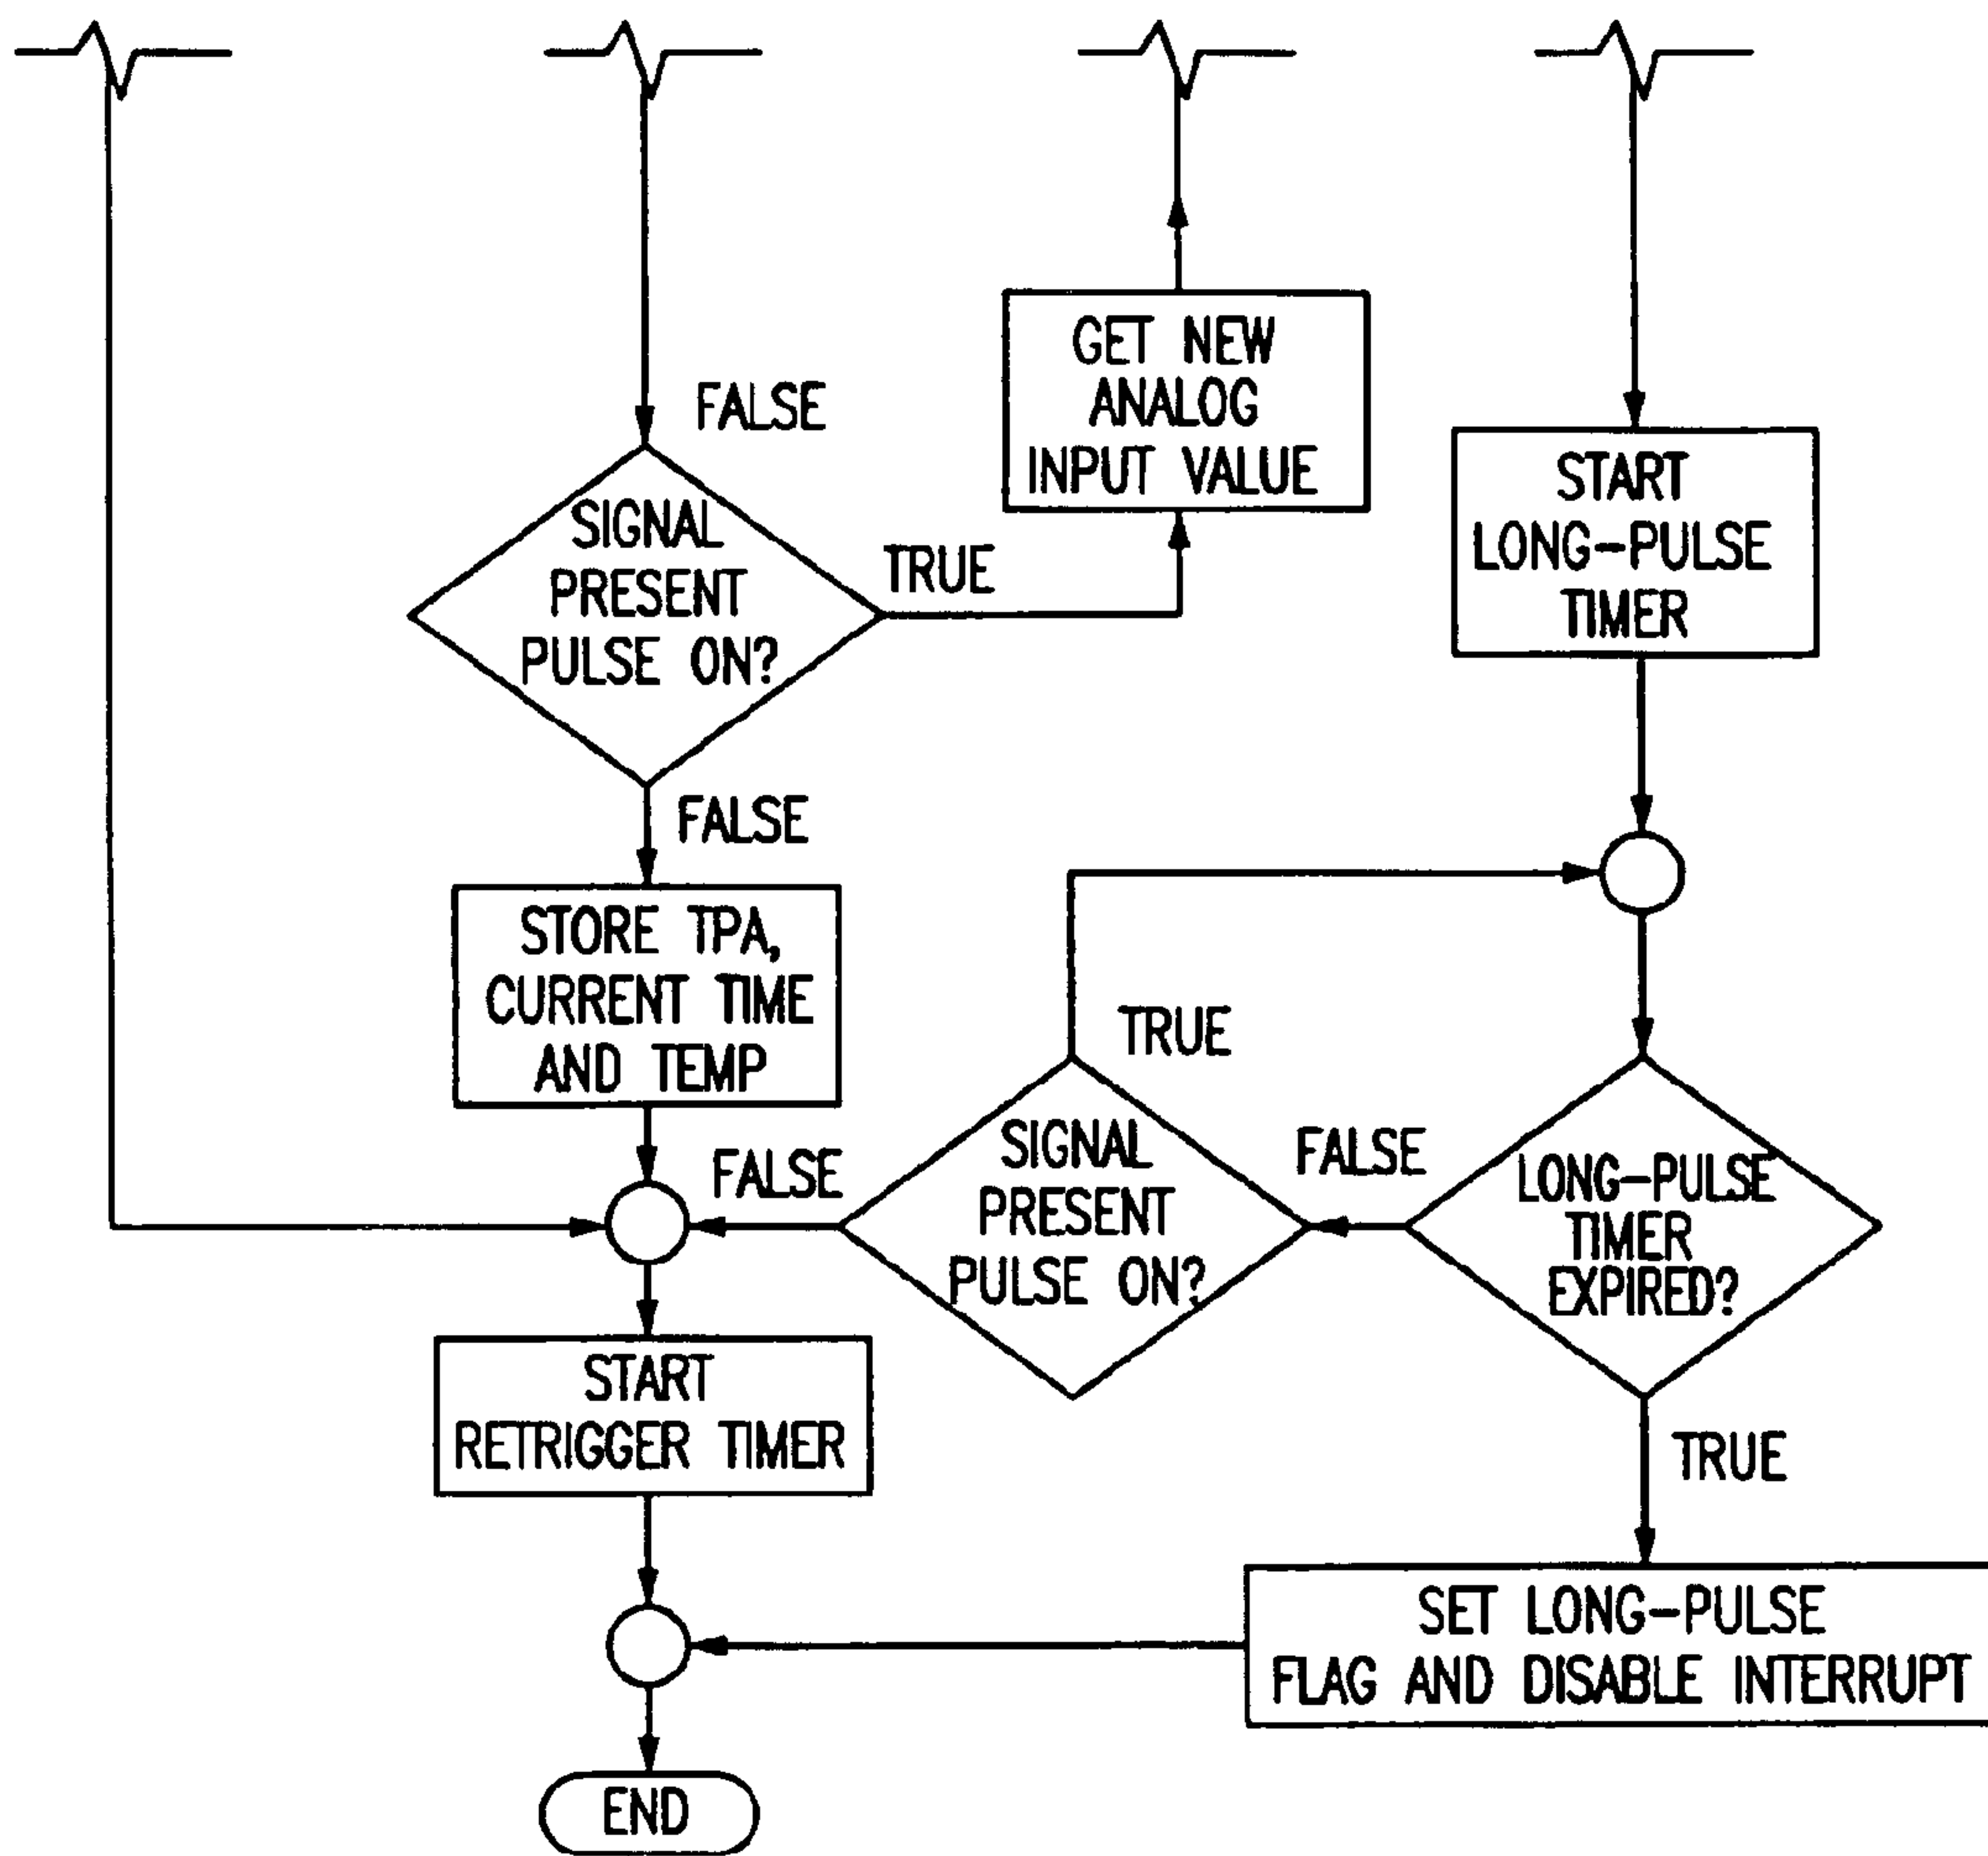 FALSE
SIGNAL
PRESENT
PULSE ON?
TRUE
GET NEW
ANALOG
INPUT VALUE
START
LONG-PULSE
TIMER
FALSE
STORE TPA,
CURRENT TIME
AND TEMP
FALSE
SIGNAL
PRESENT
PULSE ON?
TRUE
FALSE
LONG-PULSE
TIMER
EXPIRED?
TRUE
START
RETRIGGER TIMER
SET LONG-PULSE
FLAG AND DISABLE INTERRUPT
END